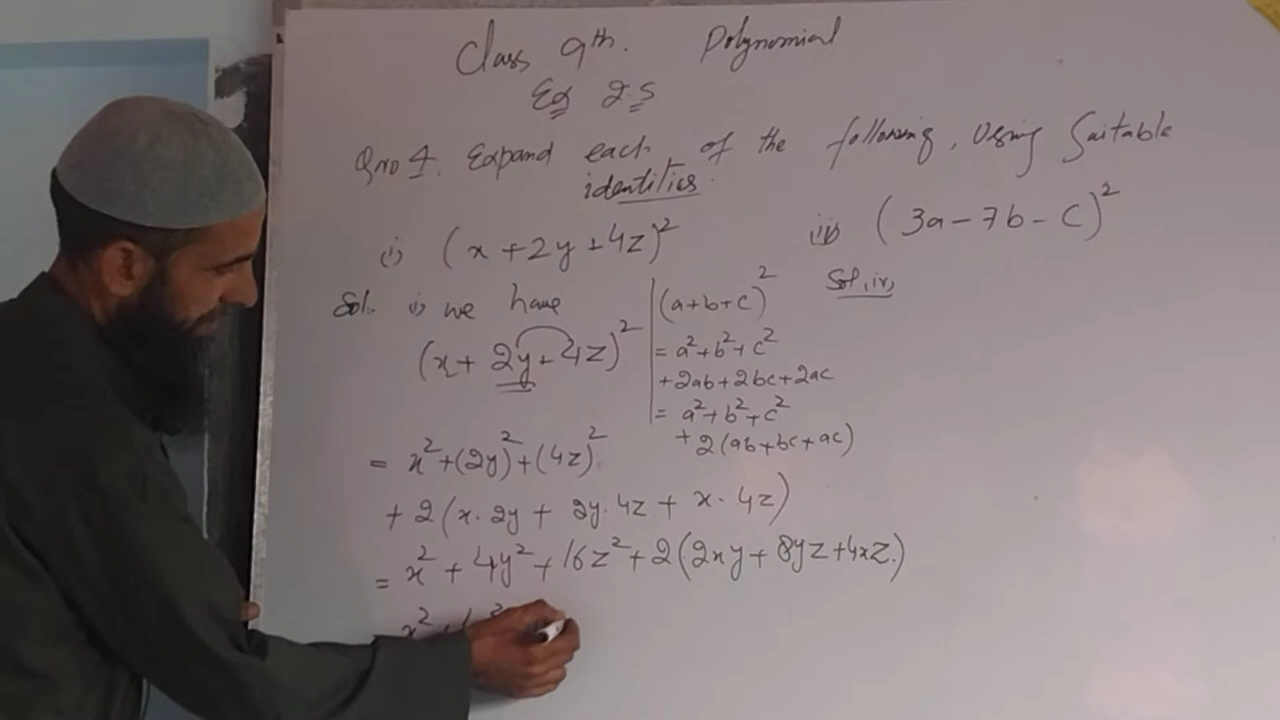 Class 9th. Polynomial
Ex 2.5
Qno 4. Expand each of the following, using Suitable
identities.
(i) (x+2y+4z)²
(iv) (3a-7b-c)²
Sol. (i) we have
(x+2y+4z)²
(a+b+c)²
= a²+b²+c²
+2ab+2bc+2ac
= a²+b²+c²
+2(ab+bc+ac)
Sol, iv,
= x²+(2y)²+(4z)²
+2(x.2y + 2y.4z + x.4z)
= x²+4y²+16z²+2(2xy+8yz+4xz.)
x²+